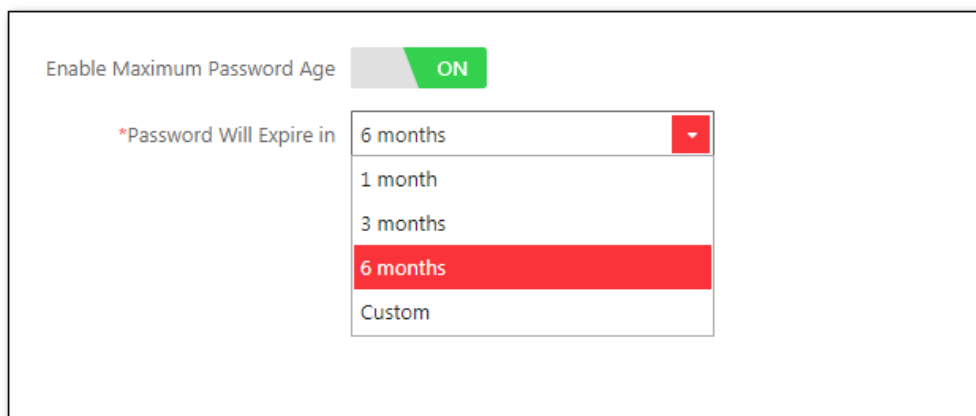 Enable Maximum Password Age ON
*Password Will Expire in 6 months
1 month
3 months
6 months
Custom